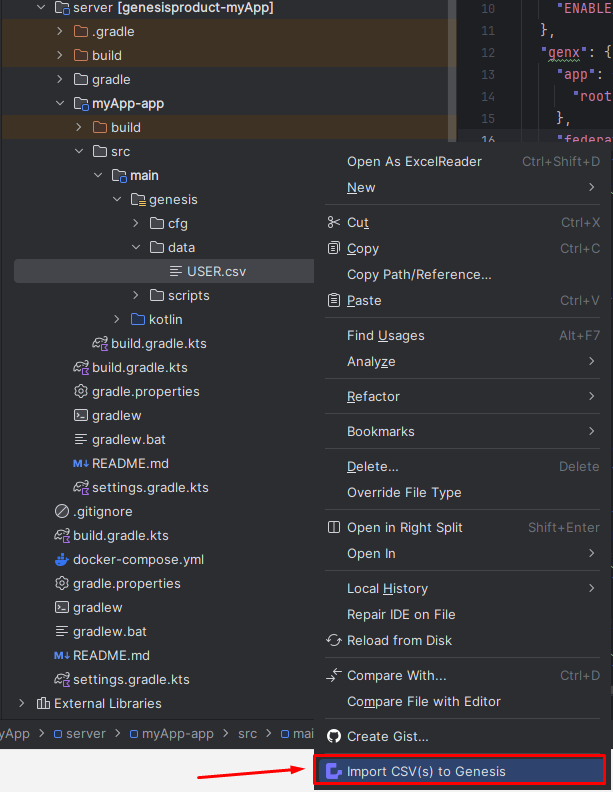 server [genesisproduct-myApp]
.gradle
build
gradle
myApp-app
build
src
main
genesis
cfg
data
USER.csv
scripts
kotlin
build.gradle.kts
build.gradle.kts
gradle.properties
gradlew
gradlew.bat
README.md
settings.gradle.kts
.gitignore
build.gradle.kts
docker-compose.yml
gradle.properties
gradlew
gradlew.bat
README.md
settings.gradle.kts
External Libraries
yApp > server > myApp-app > src > mai
10 "ENABLE
11 },
12 "genx": {
13 "app":
14 "root
15 },
16 "federa
Open As ExcelReader Ctrl+Shift+D
New
Cut Ctrl+X
Copy Ctrl+C
Copy Path/Reference...
Paste Ctrl+V
Find Usages Alt+F7
Analyze
Refactor
Bookmarks
Delete... Delete
Override File Type
Open in Right Split Shift+Enter
Open In
Local History
Repair IDE on File
Reload from Disk
Compare With... Ctrl+D
Compare File with Editor
Create Gist...
Import CSV(s) to Genesis